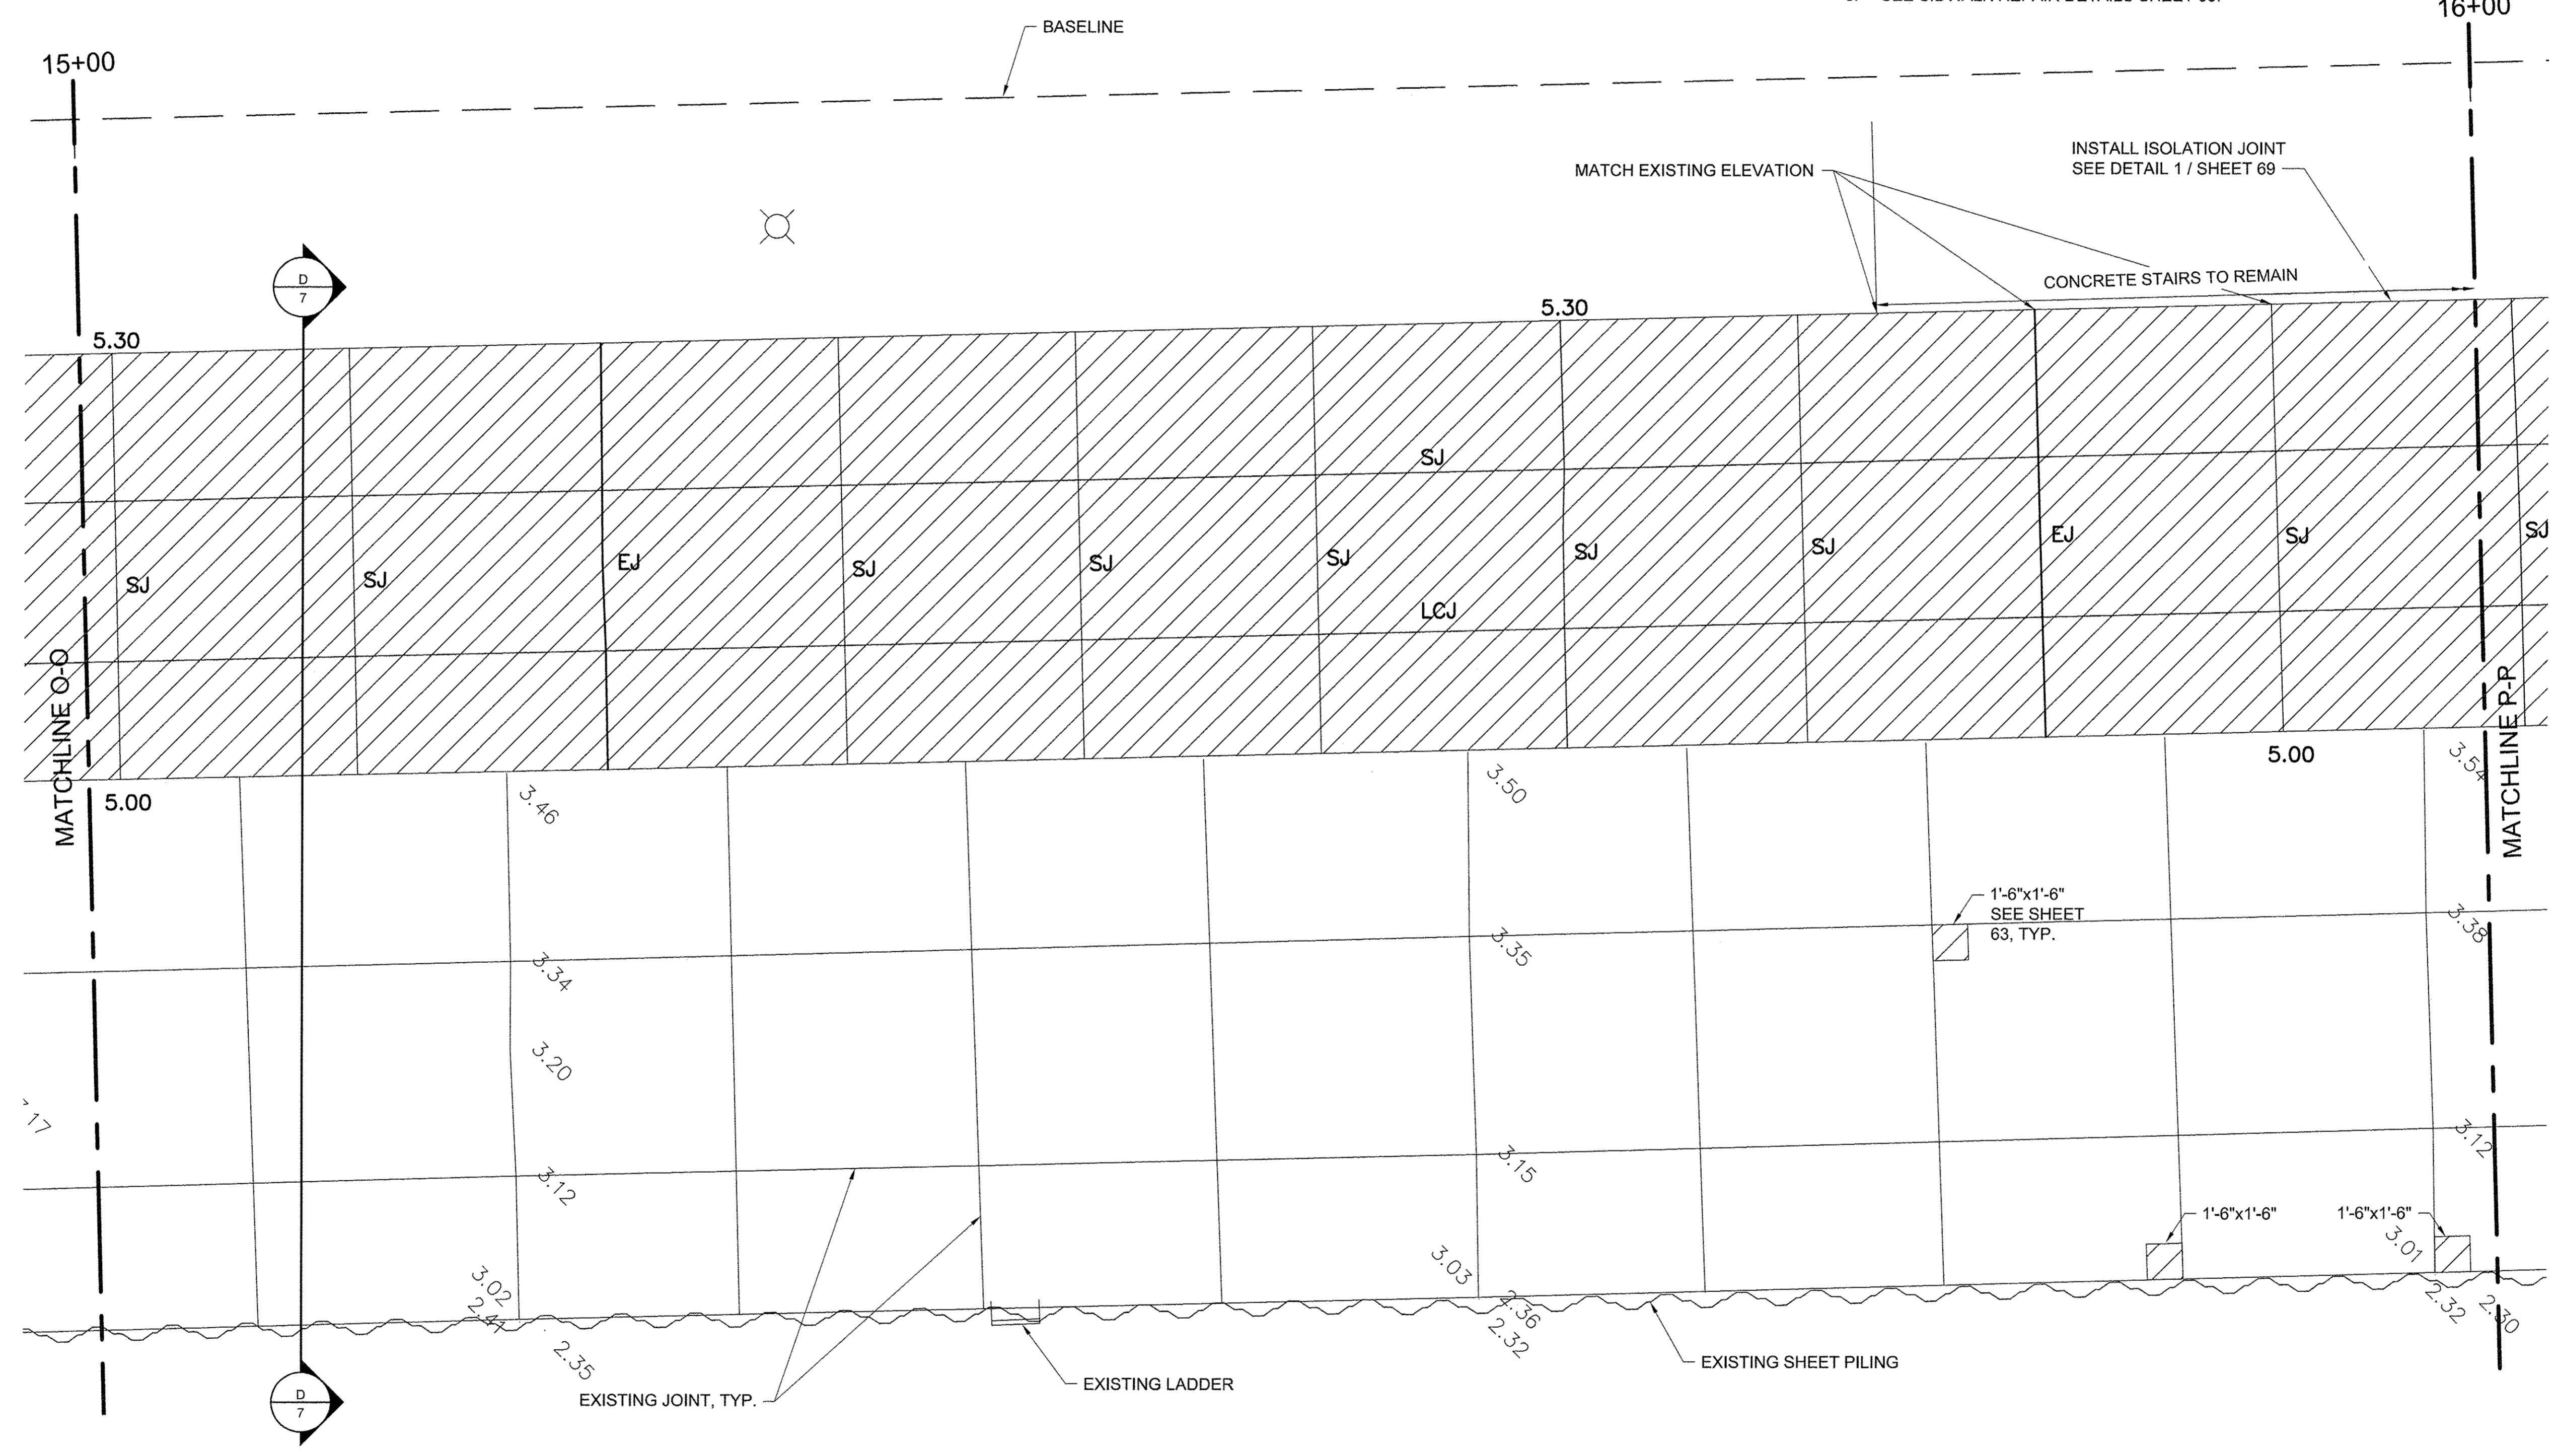 16+00
BASELINE
15+00
INSTALL ISOLATION JOINT
SEE DETAIL 1 / SHEET 69
MATCH EXISTING ELEVATION
CONCRETE STAIRS TO REMAIN
D
7
5.30
5.30
SJ
SJ
SJ
EJ
SJ
SJ
SJ
SJ
SJ
EJ
SJ
SJ
LCJ
MATCHLINE O-O
MATCHLINE P-P
5.00
5.00
3.46
3.50
3.54
1'-6"x1'-6"
SEE SHEET
63, TYP.
3.34
3.35
3.38
3.20
17
3.12
3.15
3.12
1'-6"x1'-6"
1'-6"x1'-6"
3.02
3.03
3.01
2.41
2.36
2.32
2.32
2.30
2.35
EXISTING SHEET PILING
EXISTING LADDER
EXISTING JOINT, TYP.
D
7